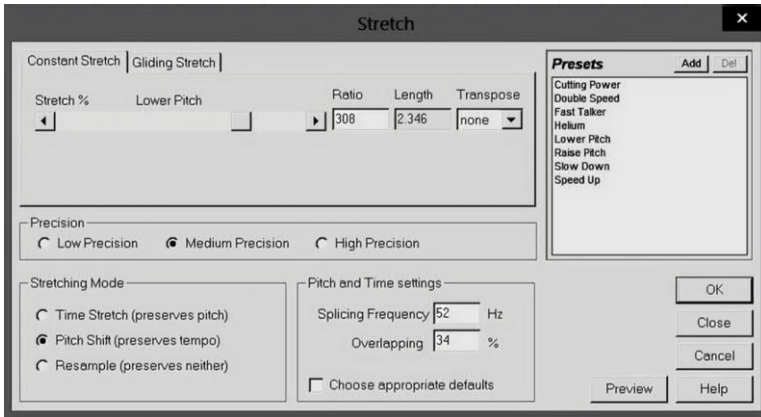 Stretch
Constant Stretch Gliding Stretch
Stretch % Lower Pitch Ratio Length Transpose
308 2.346 none
Presets Add Del
Cutting Power
Double Speed
Fast Talker
Helium
Lower Pitch
Raise Pitch
Slow Down
Speed Up
Precision
Low Precision Medium Precision High Precision
Stretching Mode
Time Stretch (preserves pitch)
Pitch Shift (preserves tempo)
Resample (preserves neither)
Pitch and Time settings
Splicing Frequency 52 Hz
Overlapping 34 %
Choose appropriate defaults
OK
Close
Cancel
Preview Help